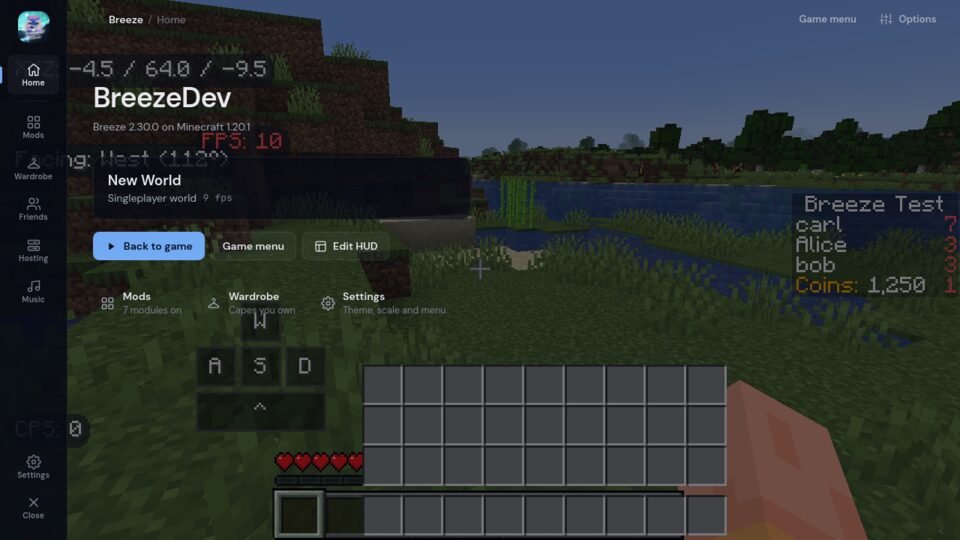 Breeze / Home
Game menu
Options
XYZ: -4.5 / 64.0 / -9.5
Home
BreezeDev
Breeze 2.30.0 on Minecraft 1.20.1
FPS: 10
Mods
Facing: West (112°)
Wardrobe
New World
Singleplayer world 9 fps
Friends
Breeze Test
carl 7
Alice 3
bob 3
Coins: 1,250 1
Hosting
Back to game
Game menu
Edit HUD
Music
Mods
7 modules on
Wardrobe
Capes you own
Settings
Theme, scale and menu
W
A S D
^
CPS: 0
Settings
Close